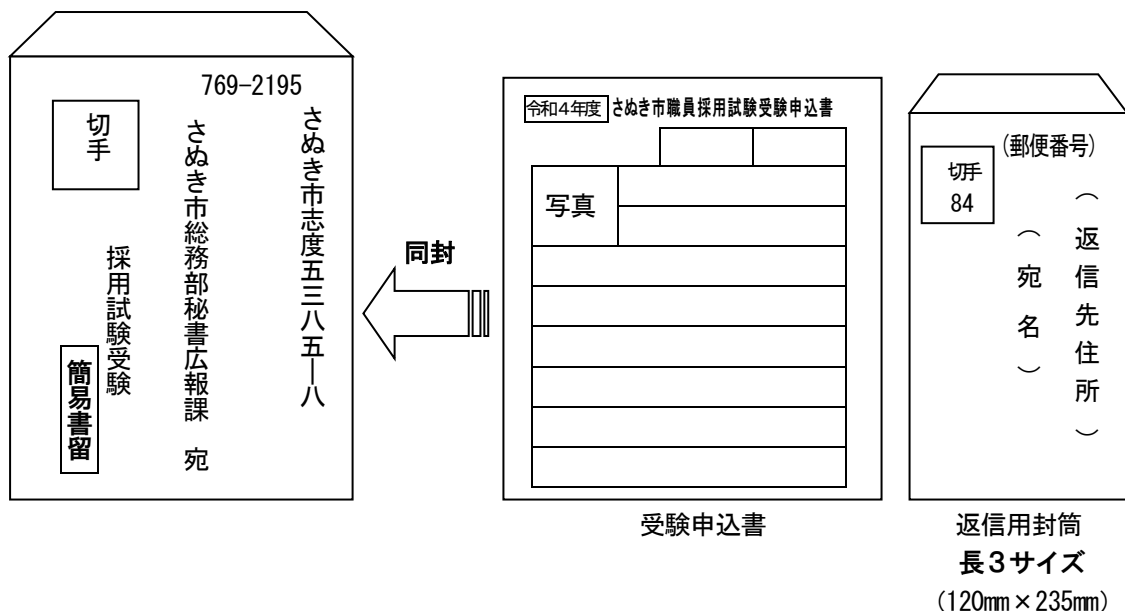 769-2195
さぬき市志度五三八五―八
さぬき市総務部秘書広報課 宛
切手
採用試験受験
簡易書留
同封
令和4年度 さぬき市職員採用試験受験申込書
写真
受験申込書
(郵便番号)
切手
84
(返信先住所)
(宛名)
返信用封筒
長3サイズ
(120mm×235mm)